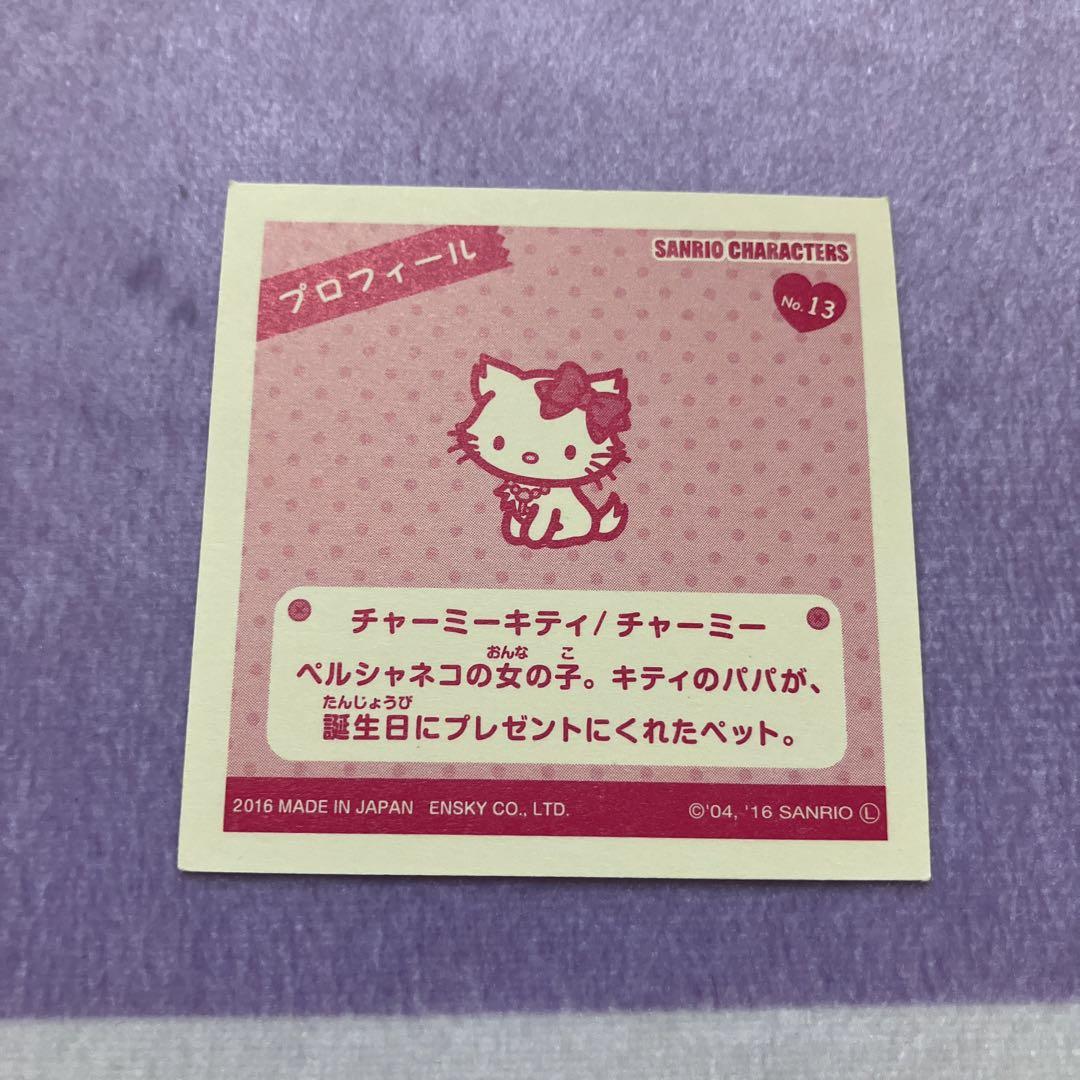 プロフィール
SANRIO CHARACTERS
No. 13
チャーミーキティ/チャーミー
おんな こ
ペルシャネコの女の子。キティのパパが、
たんじょうび
誕生日にプレゼントにくれたペット。
2016 MADE IN JAPAN ENSKY CO., LTD.
©'04, '16 SANRIO Ⓛ